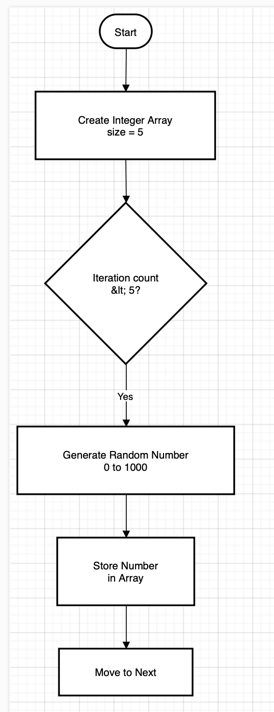 Start
Create Integer Array
size = 5
Iteration count
&lt; 5?
Yes
Generate Random Number
0 to 1000
Store Number
in Array
Move to Next